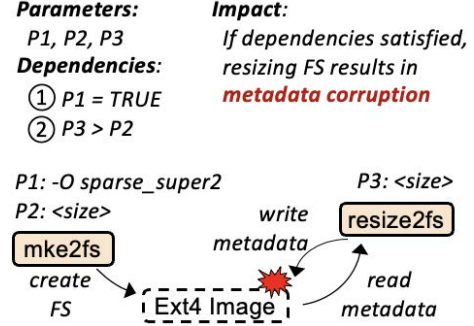 Parameters:
P1, P2, P3
Dependencies:
① P1 = TRUE
② P3 > P2
Impact:
If dependencies satisfied,
resizing FS results in
metadata corruption
P1: -O sparse_super2
P2: <size>
mke2fs
create
FS
Ext4 Image
P3: <size>
resize2fs
write
metadata
read
metadata